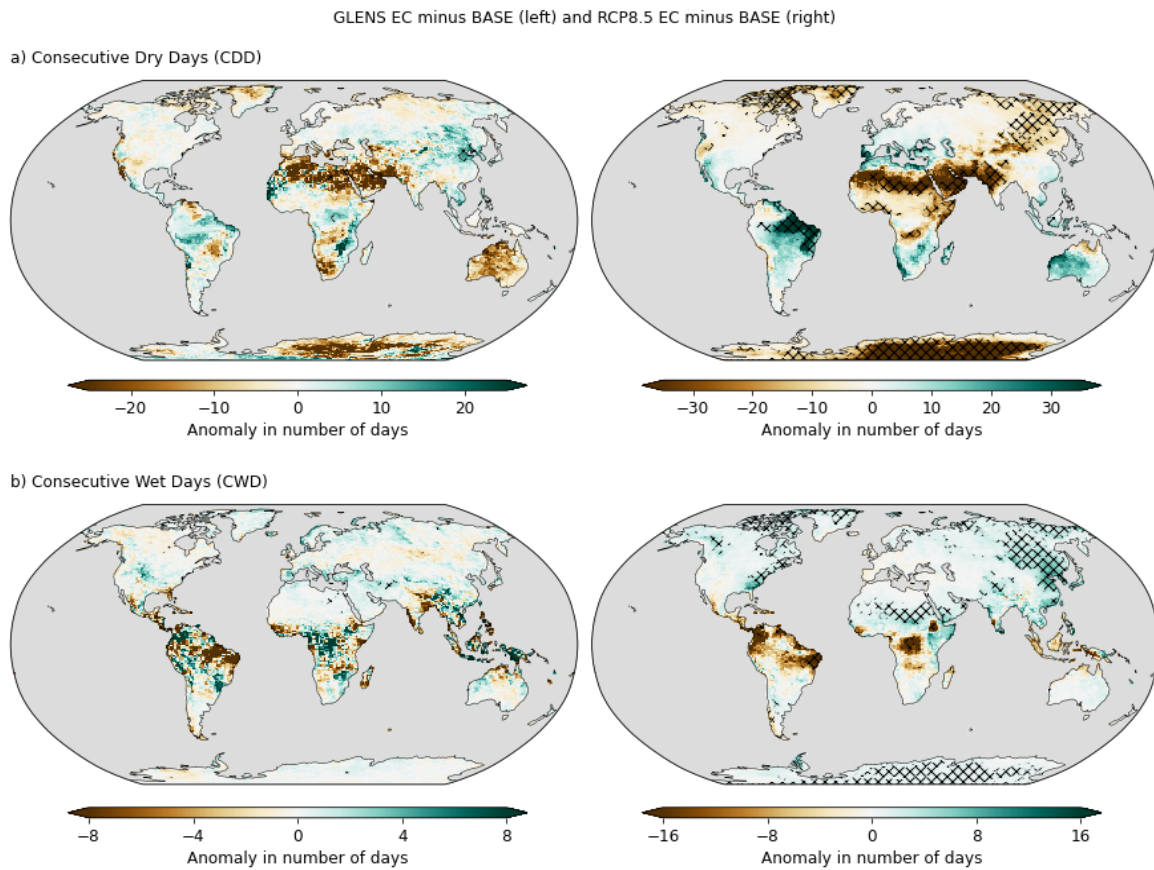 GLENS EC minus BASE (left) and RCP8.5 EC minus BASE (right)
a) Consecutive Dry Days (CDD)
−20 −10 0 10 20
Anomaly in number of days
−30 −20 −10 0 10 20 30
Anomaly in number of days
b) Consecutive Wet Days (CWD)
−8 −4 0 4 8
Anomaly in number of days
−16 −8 0 8 16
Anomaly in number of days